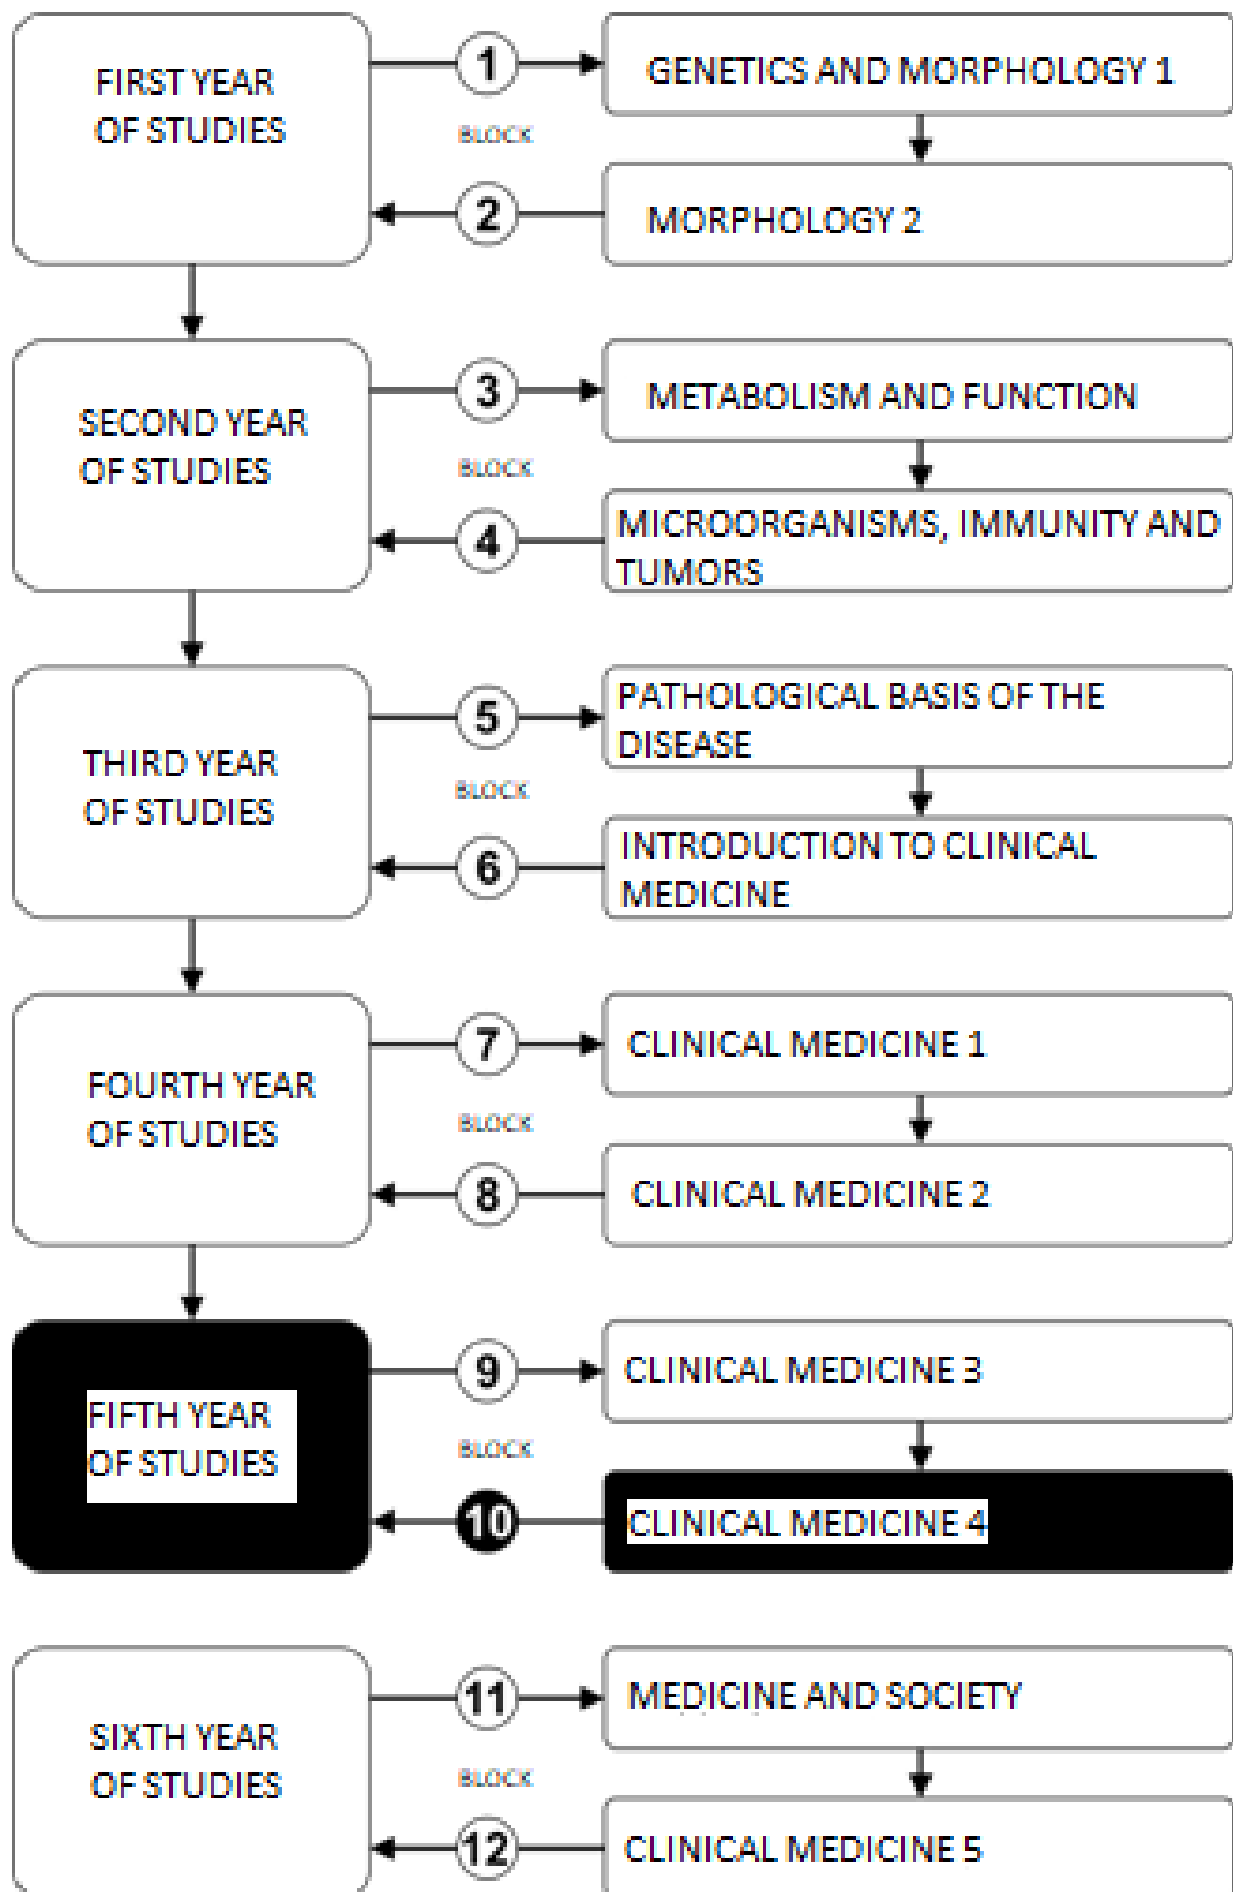 FIRST YEAR
OF STUDIES
1
BLOCK
2
GENETICS AND MORPHOLOGY 1
MORPHOLOGY 2
SECOND YEAR
OF STUDIES
3
BLOCK
4
METABOLISM AND FUNCTION
MICROORGANISMS, IMMUNITY AND
TUMORS
THIRD YEAR
OF STUDIES
5
BLOCK
6
PATHOLOGICAL BASIS OF THE
DISEASE
INTRODUCTION TO CLINICAL
MEDICINE
FOURTH YEAR
OF STUDIES
7
BLOCK
8
CLINICAL MEDICINE 1
CLINICAL MEDICINE 2
FIFTH YEAR
OF STUDIES
9
BLOCK
10
CLINICAL MEDICINE 3
CLINICAL MEDICINE 4
SIXTH YEAR
OF STUDIES
11
BLOCK
12
MEDICINE AND SOCIETY
CLINICAL MEDICINE 5